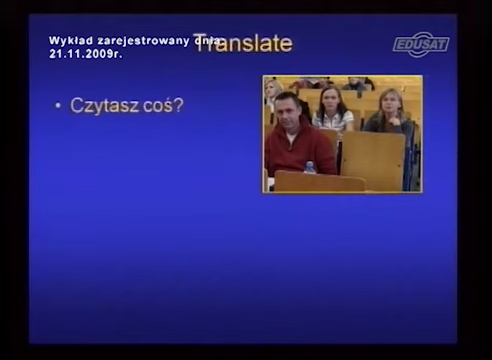 Wykład zarejestrowany dnia:
21.11.2009r.
Translate
EDUSAT
• Czytasz coś?